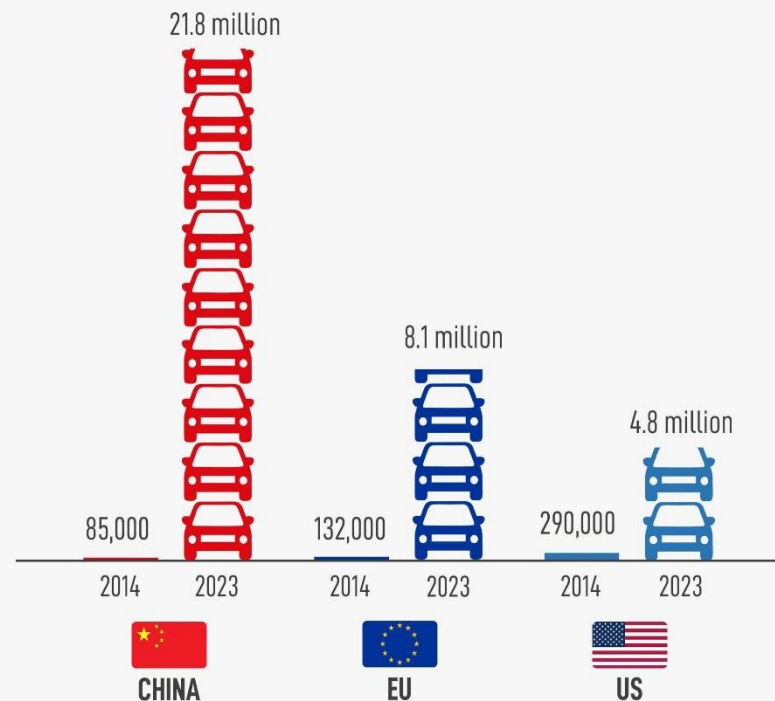 21.8 million
8.1 million
4.8 million
85,000
132,000
290,000
2014 2023 2014 2023 2014 2023
CHINA EU US